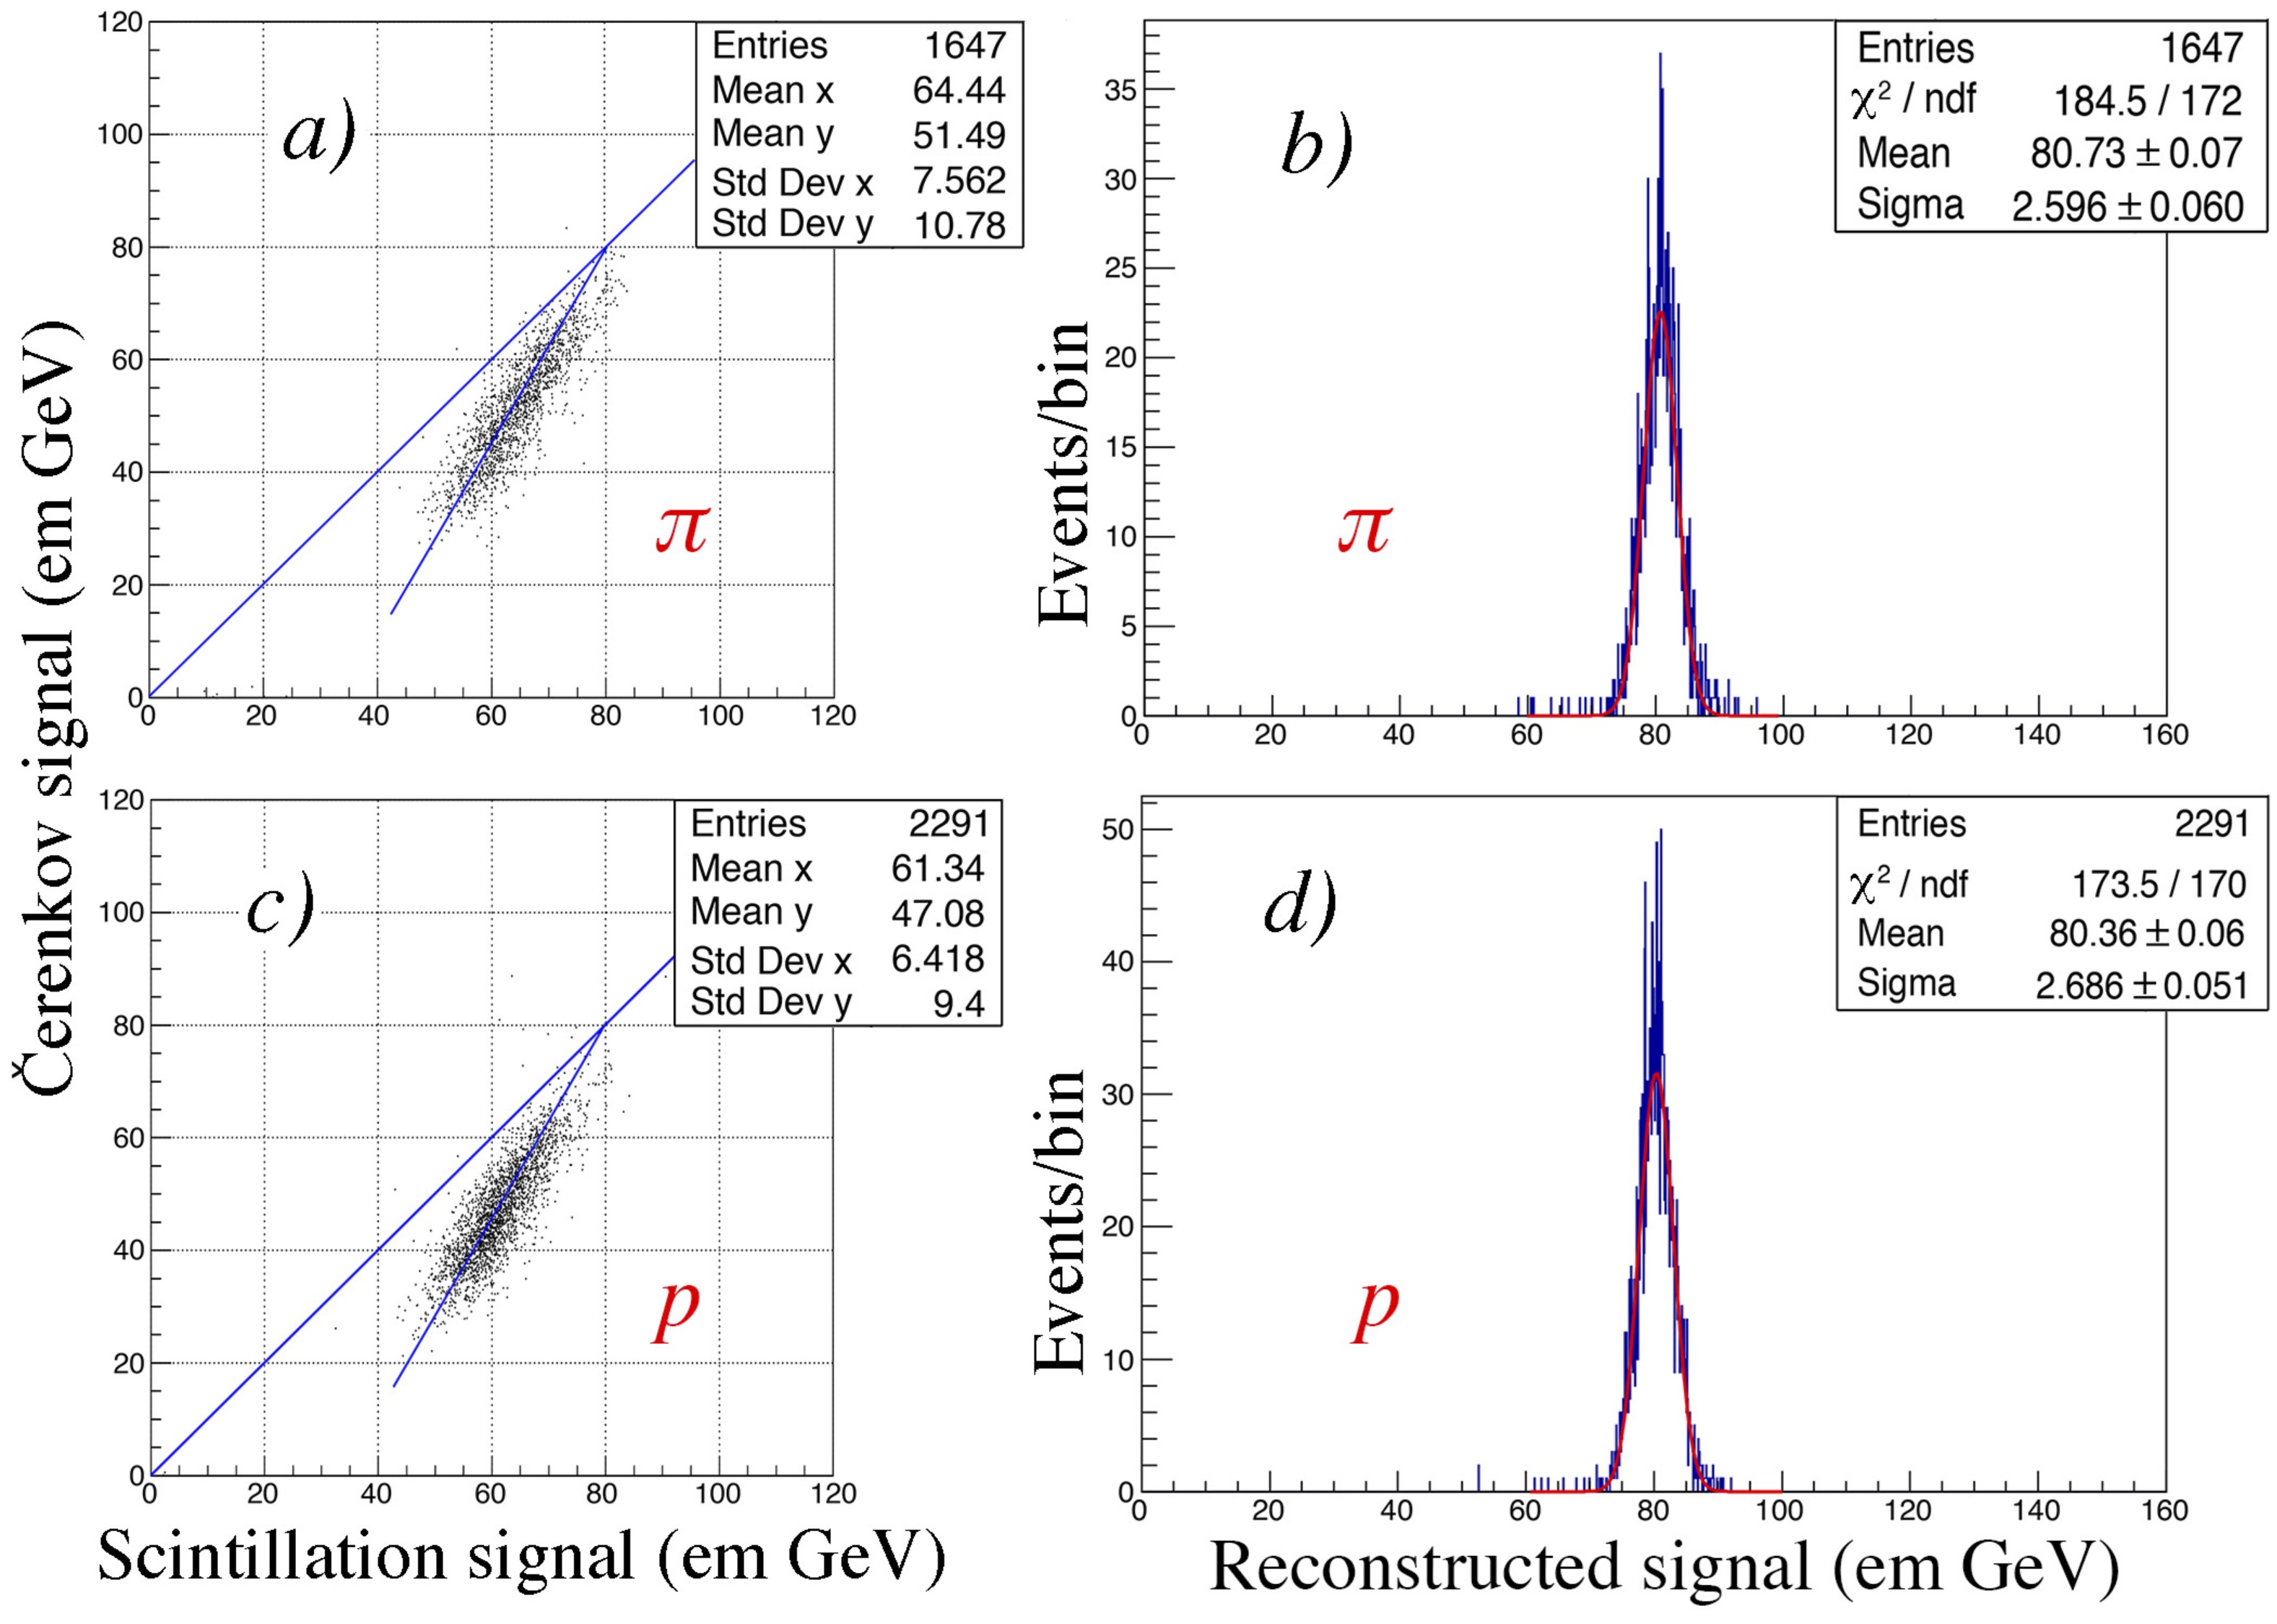 Čerenkov signal (em GeV)
a)
Entries 1647
Mean x 64.44
Mean y 51.49
Std Dev x 7.562
Std Dev y 10.78
120
100
80
60
40
20
0
π
0 20 40 60 80 100 120
Events/bin
b)
Entries 1647
χ² / ndf 184.5 / 172
Mean 80.73 ± 0.07
Sigma 2.596 ± 0.060
35
30
25
20
15
10
5
0
π
0 20 40 60 80 100 120 140 160
c)
Entries 2291
Mean x 61.34
Mean y 47.08
Std Dev x 6.418
Std Dev y 9.4
120
100
80
60
40
20
0
p
0 20 40 60 80 100 120
Scintillation signal (em GeV)
Events/bin
d)
Entries 2291
χ² / ndf 173.5 / 170
Mean 80.36 ± 0.06
Sigma 2.686 ± 0.051
50
40
30
20
10
0
p
0 20 40 60 80 100 120 140 160
Reconstructed signal (em GeV)